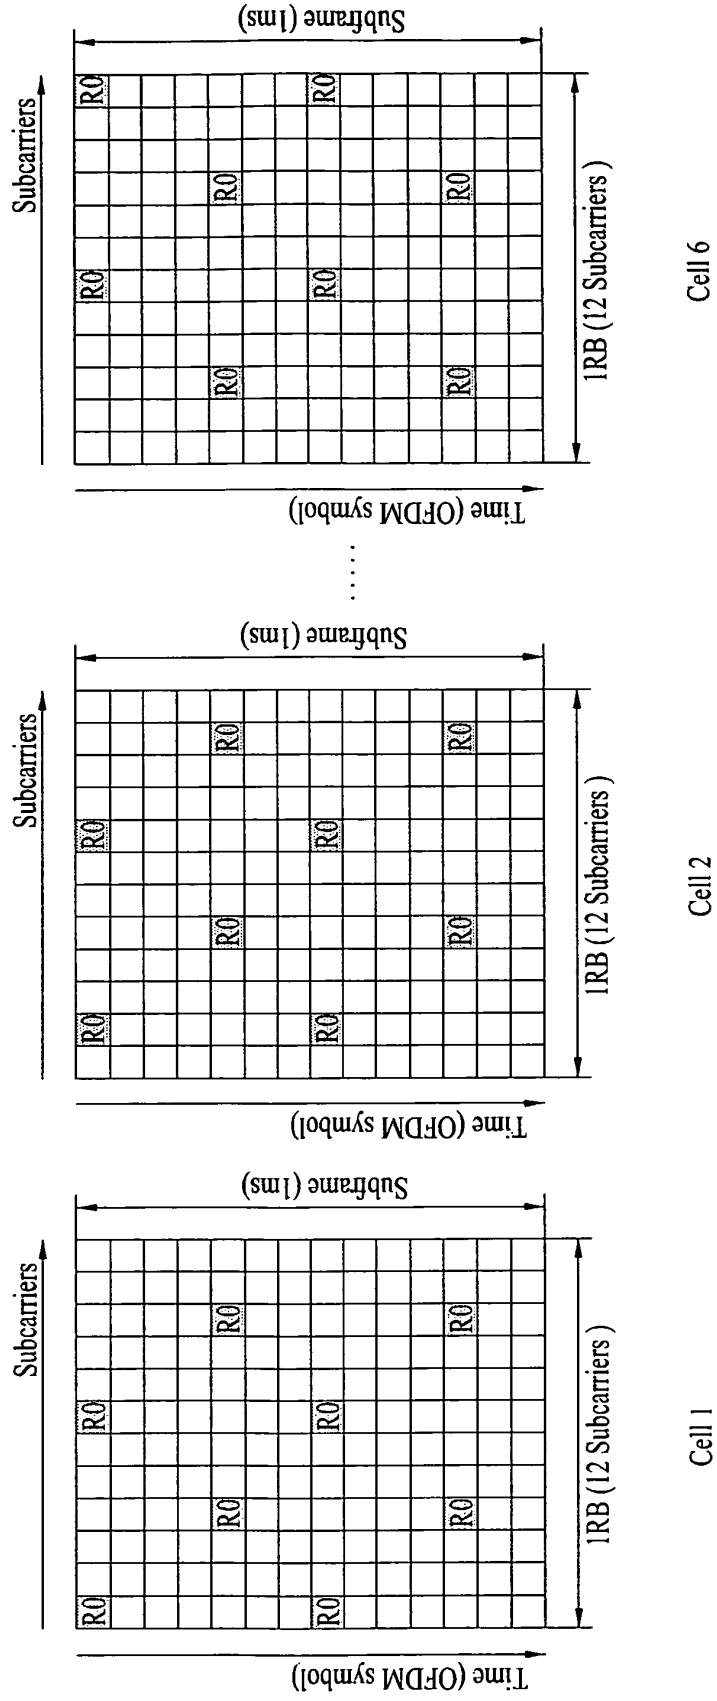 Subcarriers
Time (OFDM symbol)
R0 R0
R0 R0
R0 R0
R0 R0
Subframe (1ms)
1RB (12 Subcarriers )
Cell 1
Subcarriers
Time (OFDM symbol)
R0 R0
R0 R0
R0 R0
R0 R0
Subframe (1ms)
1RB (12 Subcarriers )
Cell 2
.....
Subcarriers
Time (OFDM symbol)
R0 R0
R0 R0
R0 R0
R0 R0
Subframe (1ms)
1RB (12 Subcarriers )
Cell 6